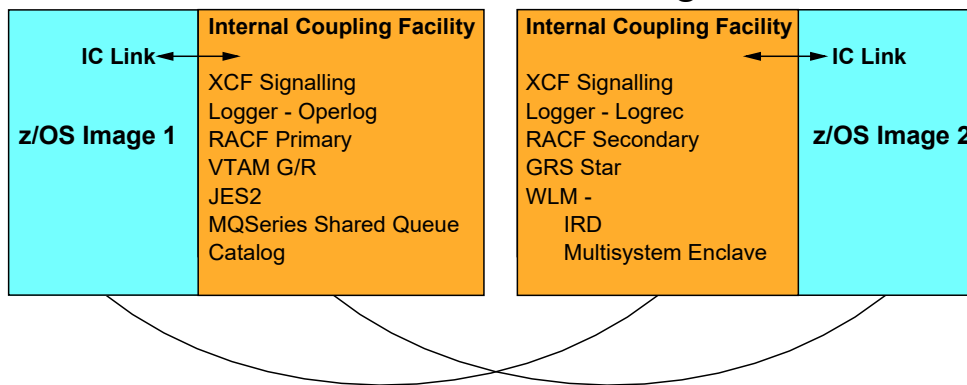 Internal Coupling Facility
IC Link
XCF Signalling
Logger - Operlog
RACF Primary
z/OS Image 1
VTAM G/R
JES2
MQSeries Shared Queue
Catalog
Internal Coupling Facility
IC Link
XCF Signalling
Logger - Logrec
RACF Secondary
z/OS Image 2
GRS Star
WLM -
IRD
Multisystem Enclave